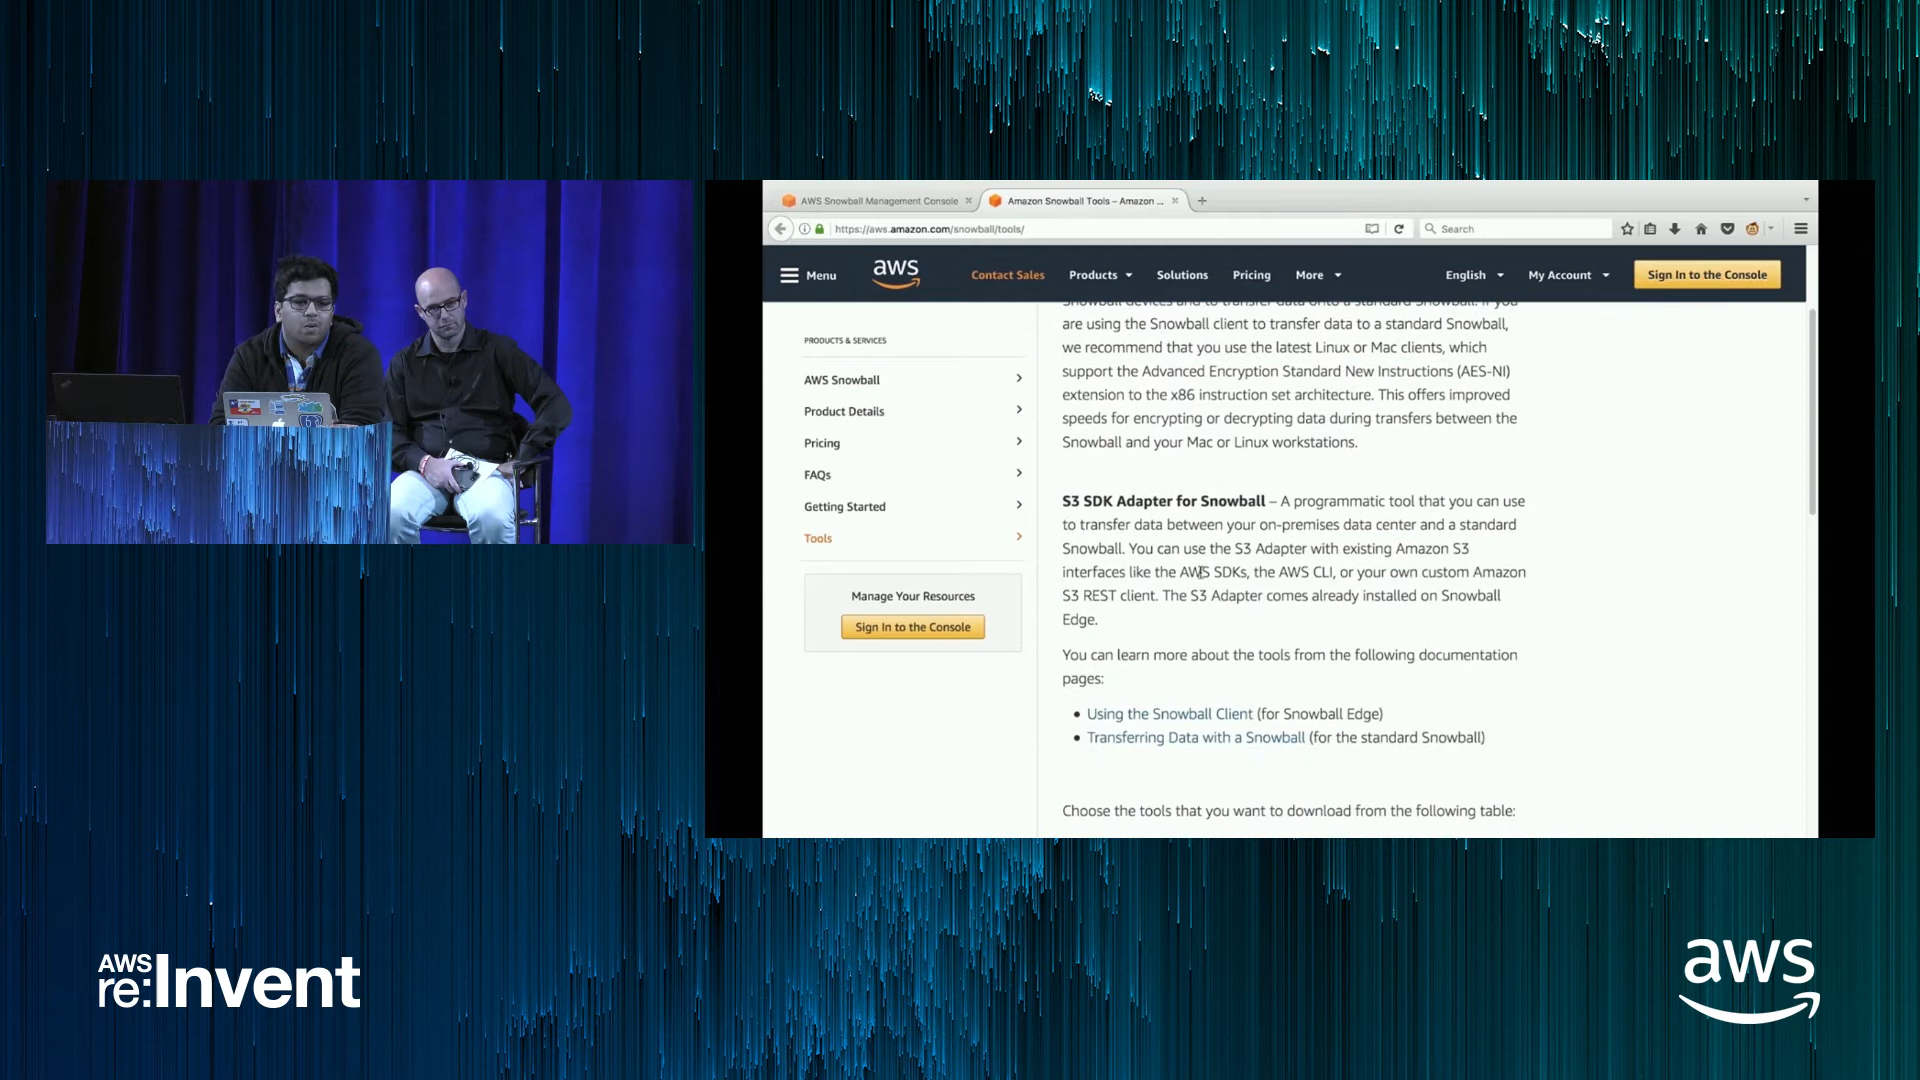 AWS Snowball Management Console
Amazon Snowball Tools – Amazon ...
https://aws.amazon.com/snowball/tools/
Search
Menu
aws
Contact Sales
Products
Solutions
Pricing
More
English
My Account
Sign In to the Console
PRODUCTS & SERVICES
AWS Snowball
Product Details
Pricing
FAQs
Getting Started
Tools
Manage Your Resources
Sign In to the Console
Snowball devices and to transfer data onto a standard Snowball. If you
are using the Snowball client to transfer data to a standard Snowball,
we recommend that you use the latest Linux or Mac clients, which
support the Advanced Encryption Standard New Instructions (AES-NI)
extension to the x86 instruction set architecture. This offers improved
speeds for encrypting or decrypting data during transfers between the
Snowball and your Mac or Linux workstations.
S3 SDK Adapter for Snowball – A programmatic tool that you can use
to transfer data between your on-premises data center and a standard
Snowball. You can use the S3 Adapter with existing Amazon S3
interfaces like the AWS SDKs, the AWS CLI, or your own custom Amazon
S3 REST client. The S3 Adapter comes already installed on Snowball
Edge.
You can learn more about the tools from the following documentation
pages:
• Using the Snowball Client (for Snowball Edge)
• Transferring Data with a Snowball (for the standard Snowball)
Choose the tools that you want to download from the following table:
AWS
re:Invent
aws